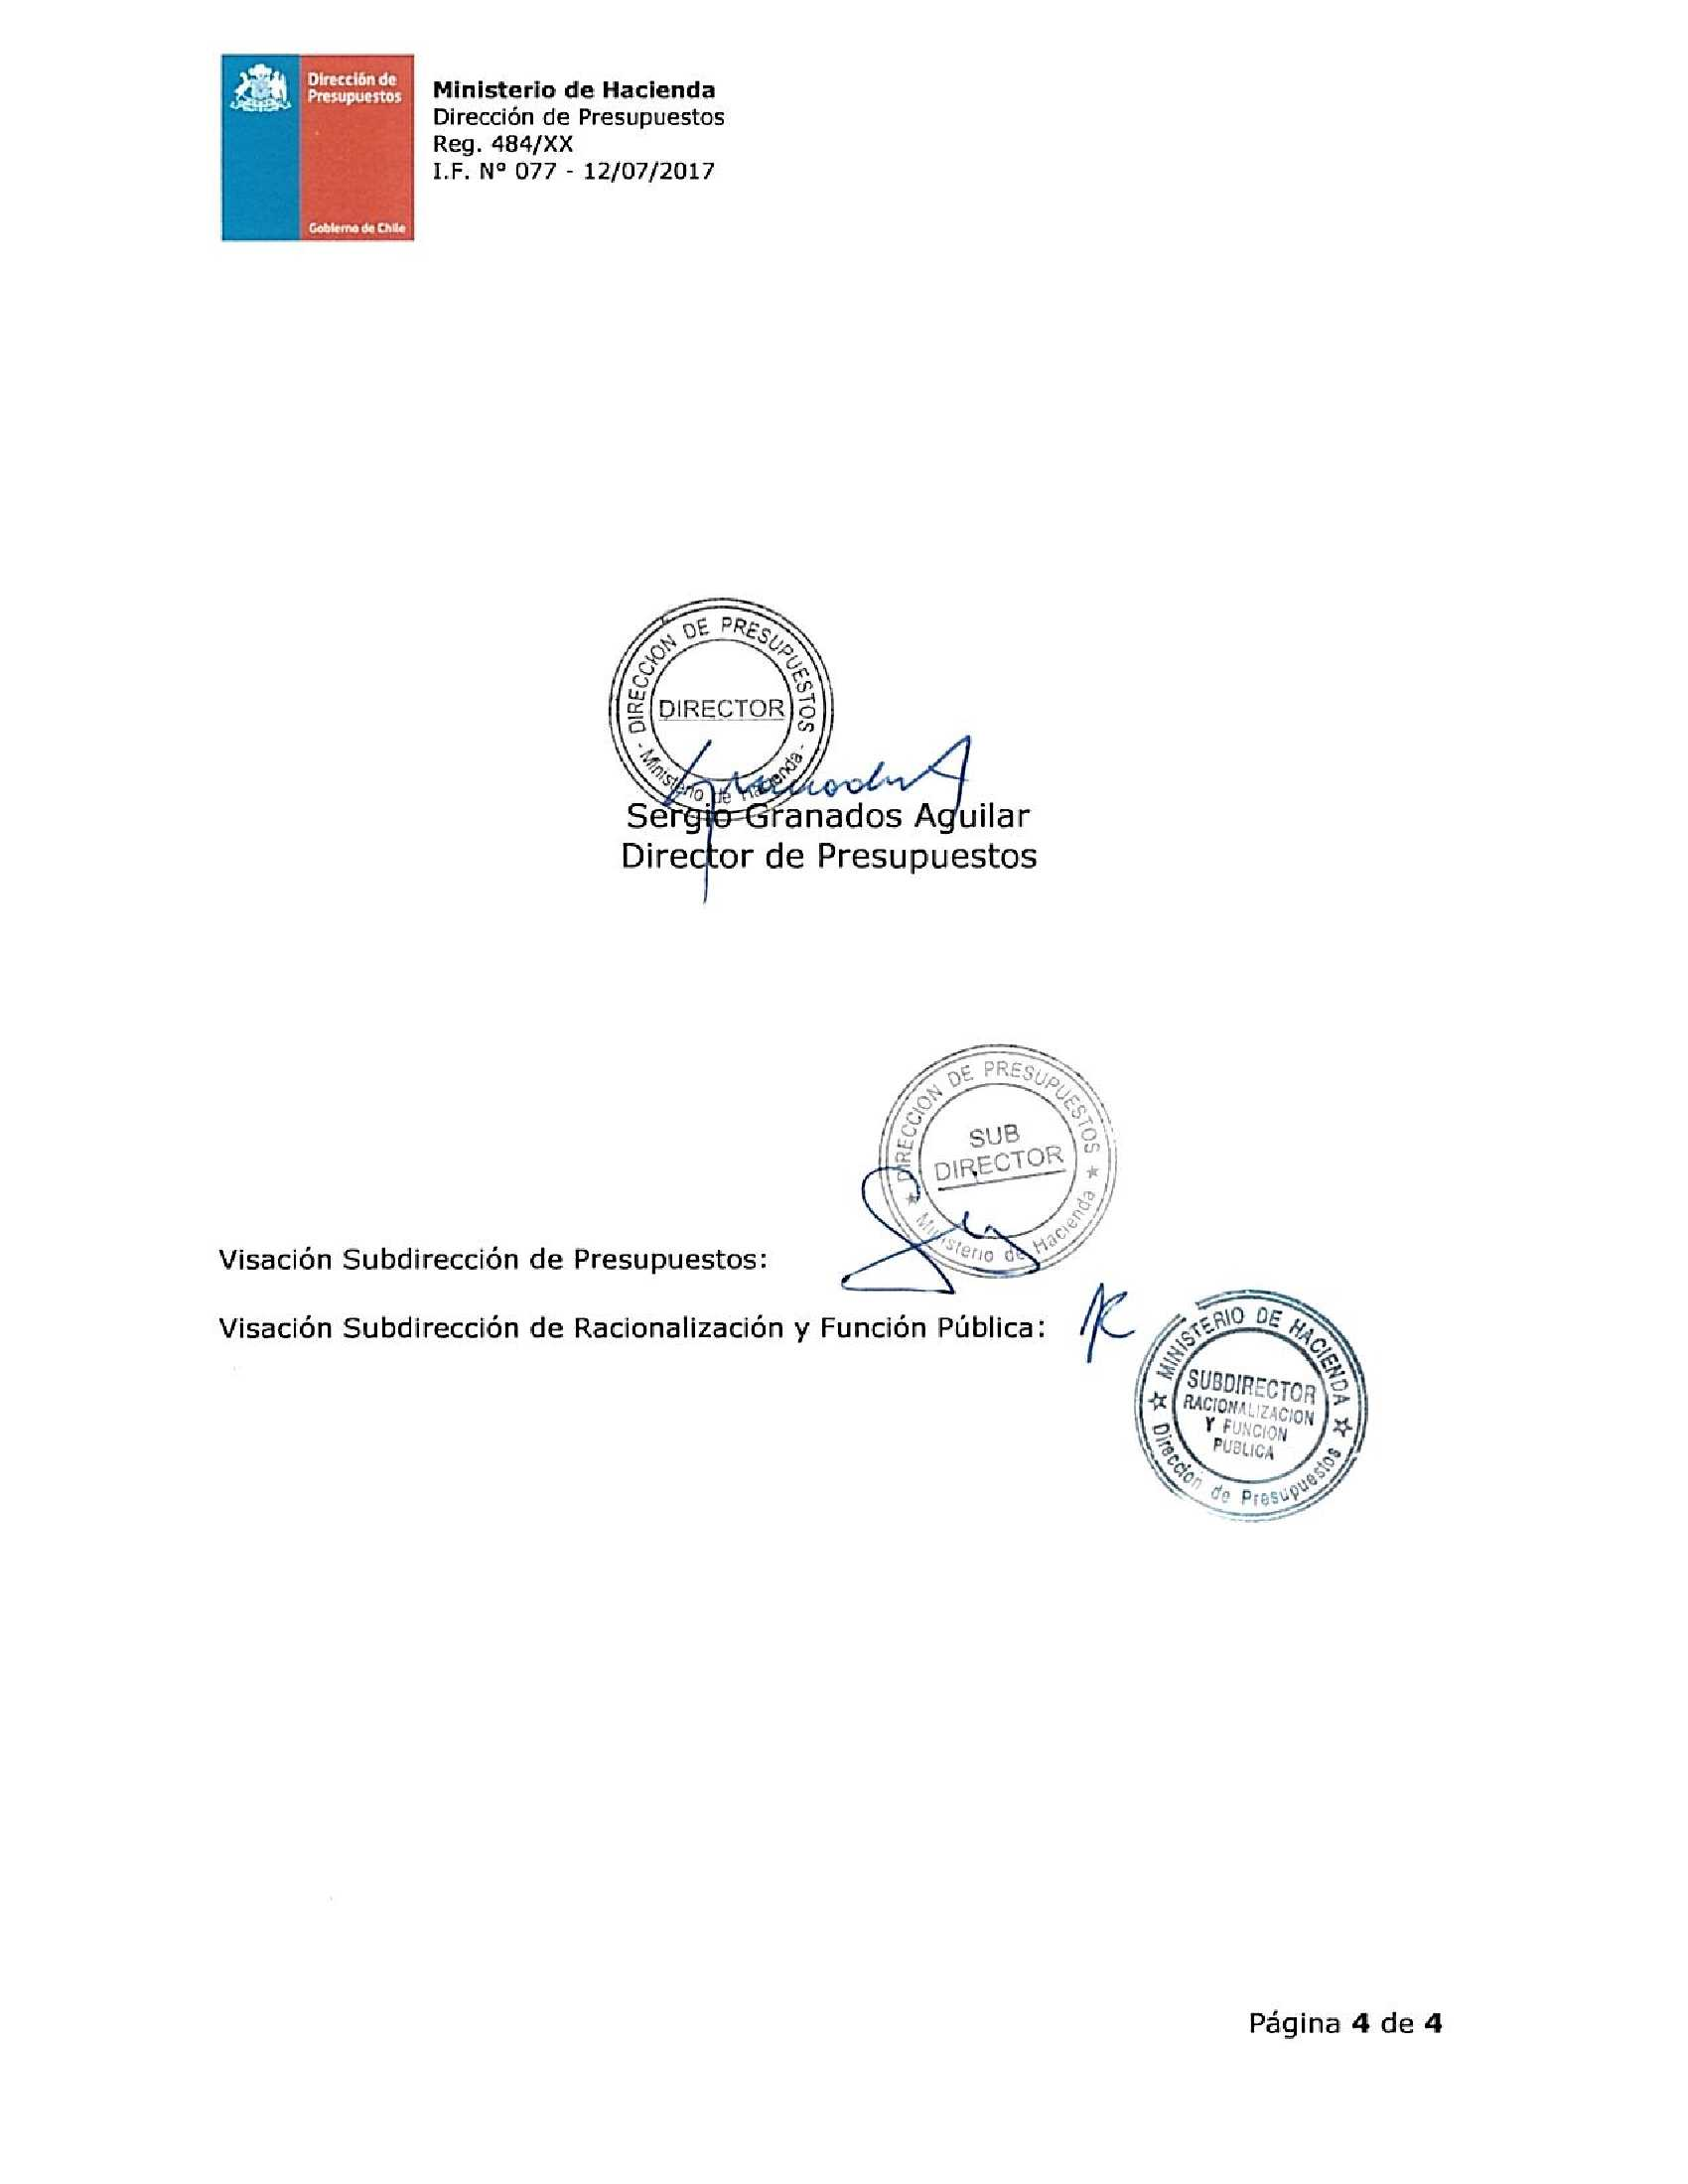 Dirección de
Presupuestos
Gobierno de Chile
Ministerio de Hacienda
Dirección de Presupuestos
Reg. 484/XX
I.F. Nº 077 - 12/07/2017
DIRECCION DE PRESUPUESTOS
DIRECTOR
- Ministerio de Hacienda -
Sergio Granados Aguilar
Director de Presupuestos
DIRECCION DE PRESUPUESTOS
SUB
DIRECTOR
★ Ministerio de Hacienda ★
Visación Subdirección de Presupuestos:
Visación Subdirección de Racionalización y Función Pública:
MINISTERIO DE HACIENDA
SUBDIRECTOR
RACIONALIZACION
Y FUNCION
PUBLICA
☆ Direccion de Presupuestos ☆
Página 4 de 4